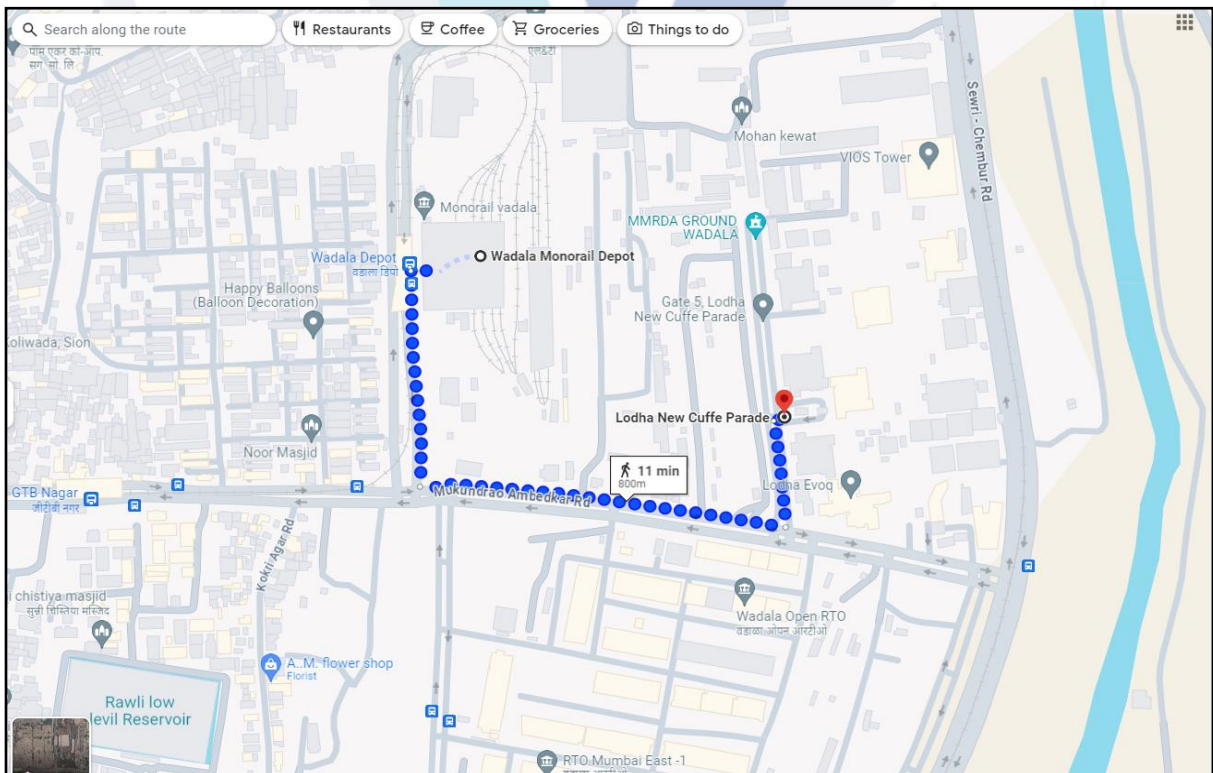 Search along the route
Restaurants
Coffee
Groceries
Things to do
एल&टी
सग. सो. लि.
Mohan kewat
VIOS Tower
Sewri - Chembur Rd
Monorail vadala
MMRDA GROUND
WADALA
Wadala Depot
वडाला डिपो
Wadala Monorail Depot
Happy Balloons
(Balloon Decoration)
Gate 5, Lodha
New Cuffe Parade
Koliwada, Sion
Lodha New Cuffe Parade
Noor Masjid
11 min
800m
Lodha Evoq
GTB Nagar
जीटीबी नगर
Mukundrao Ambedkar Rd
Kokri Agar Rd
i chistiya masjid
सुन्नी चिस्तिया मस्जिद
Wadala Open RTO
वडाळा ओपन आरटीओ
A..M. flower shop
Florist
Rawli low
levil Reservoir
RTO Mumbai East -1